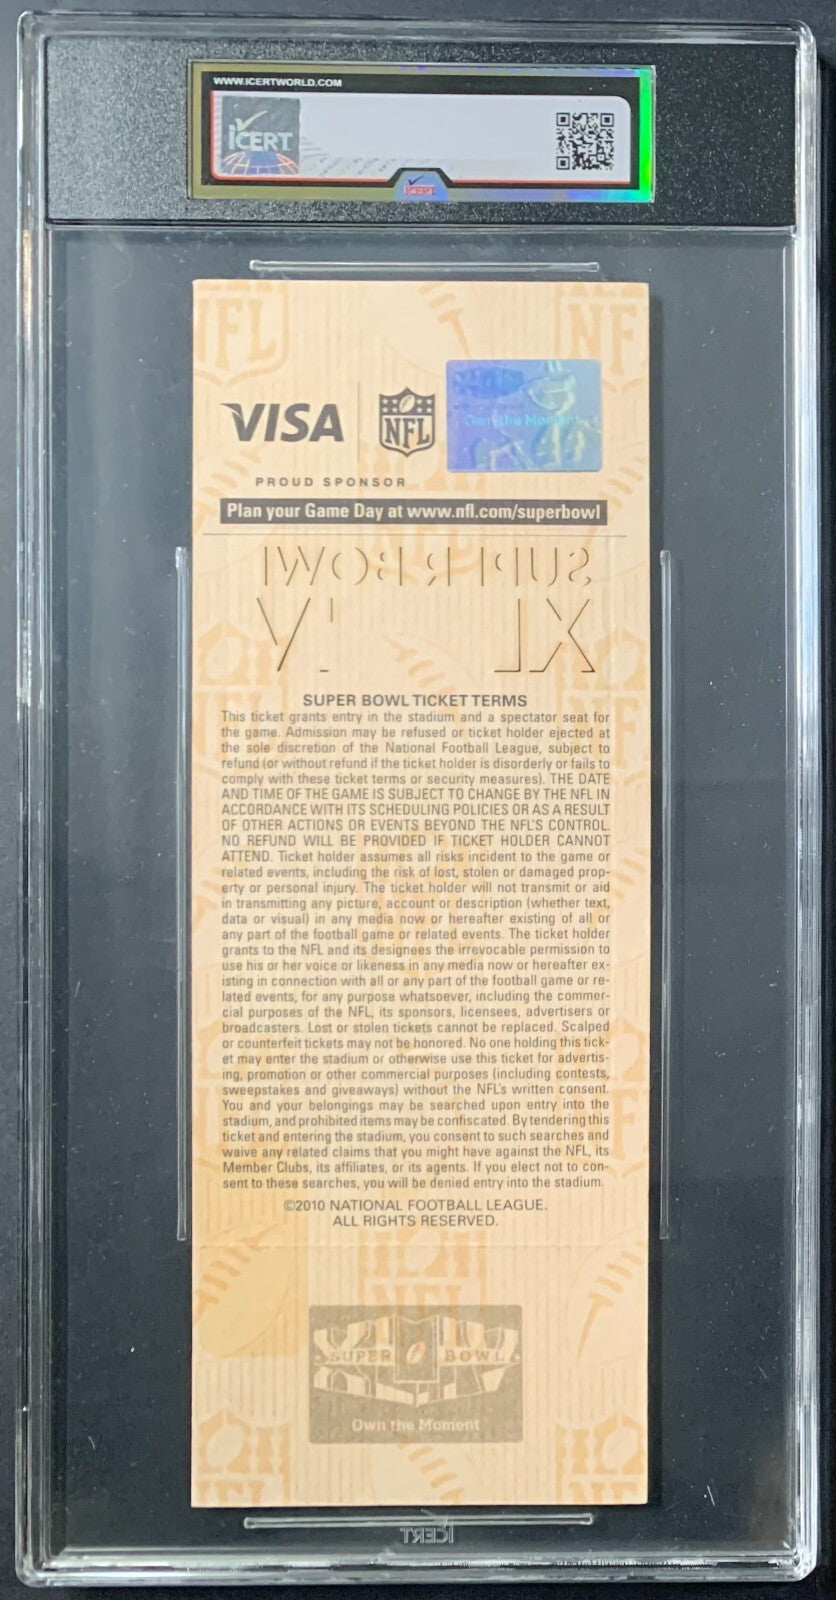 WWW.ICERTWORLD.COM
iCERT
ICERT
NFL
NFL
VISA
NFL
Own the Moment
PROUD SPONSOR
Plan your Game Day at www.nfl.com/superbowl
SUPER BOWL
XL
SUPER BOWL TICKET TERMS
This ticket grants entry in the stadium and a spectator seat for
the game. Admission may be refused or ticket holder ejected at
the sole discretion of the National Football League, subject to
refund (or without refund if the ticket holder is disorderly or fails to
comply with these ticket terms or security measures). THE DATE
AND TIME OF THE GAME IS SUBJECT TO CHANGE BY THE NFL IN
ACCORDANCE WITH ITS SCHEDULING POLICIES OR AS A RESULT
OF OTHER ACTIONS OR EVENTS BEYOND THE NFL'S CONTROL.
NO REFUND WILL BE PROVIDED IF TICKET HOLDER CANNOT
ATTEND. Ticket holder assumes all risks incident to the game or
related events, including the risk of lost, stolen or damaged prop-
erty or personal injury. The ticket holder will not transmit or aid
in transmitting any picture, account or description (whether text,
data or visual) in any media now or hereafter existing of all or
any part of the football game or related events. The ticket holder
grants to the NFL and its designees the irrevocable permission to
use his or her voice or likeness in any media now or hereafter ex-
isting in connection with all or any part of the football game or re-
lated events, for any purpose whatsoever, including the commer-
cial purposes of the NFL, its sponsors, licensees, advertisers or
broadcasters. Lost or stolen tickets cannot be replaced. Scalped
or counterfeit tickets may not be honored. No one holding this tick-
et may enter the stadium or otherwise use this ticket for advertis-
ing, promotion or other commercial purposes (including contests,
sweepstakes and giveaways) without the NFL's written consent.
You and your belongings may be searched upon entry into the
stadium, and prohibited items may be confiscated. By tendering this
ticket and entering the stadium, you consent to such searches and
waive any related claims that you might have against the NFL, its
Member Clubs, its affiliates, or its agents. If you elect not to con-
sent to these searches, you will be denied entry into the stadium.
©2010 NATIONAL FOOTBALL LEAGUE.
ALL RIGHTS RESERVED.
SUPER BOWL
Own the Moment
ICERT